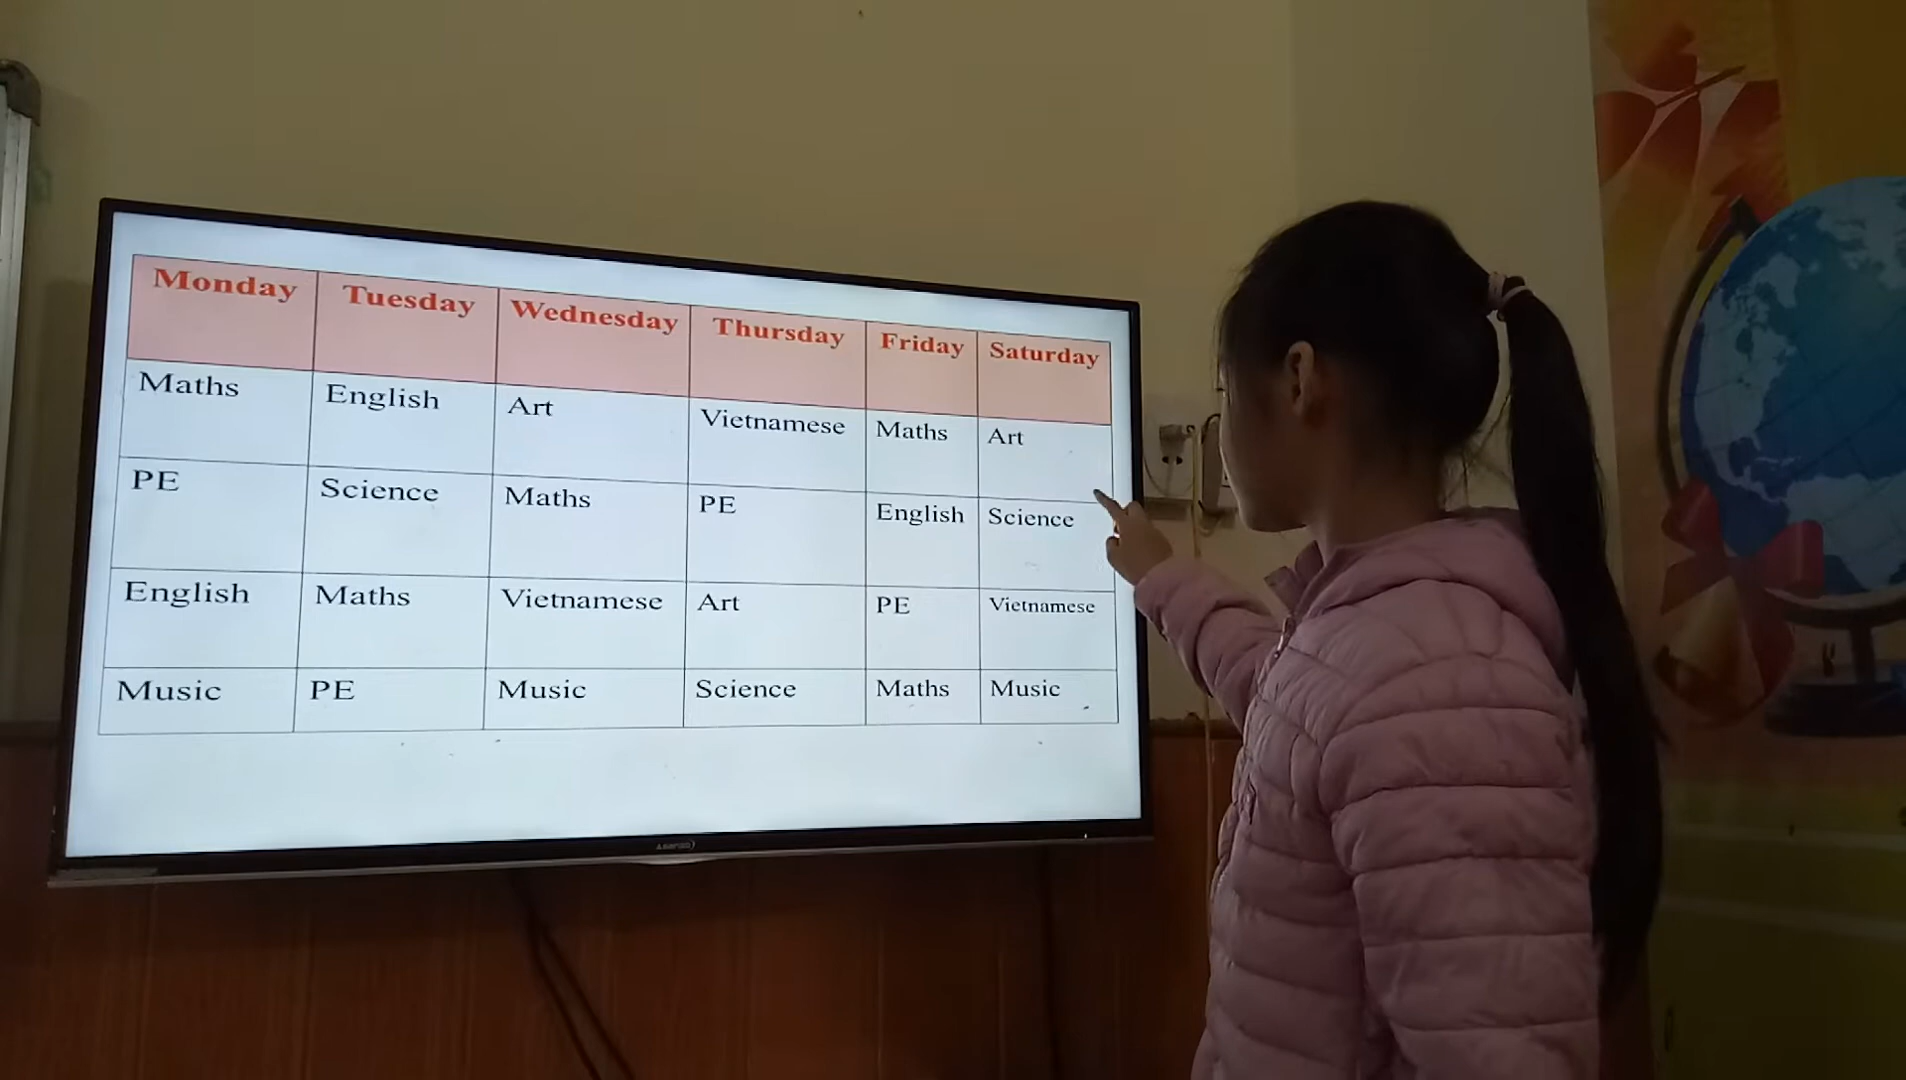 Monday Tuesday Wednesday Thursday Friday Saturday
Maths English Art Vietnamese Maths Art
PE Science Maths PE English Science
English Maths Vietnamese Art PE Vietnamese
Music PE Music Science Maths Music